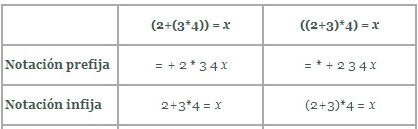 (2+(3*4)) = x ((2+3)*4) = x
Notación prefija = + 2 * 3 4 x = * + 2 3 4 x
Notación infija 2+3*4 = x (2+3)*4 = x